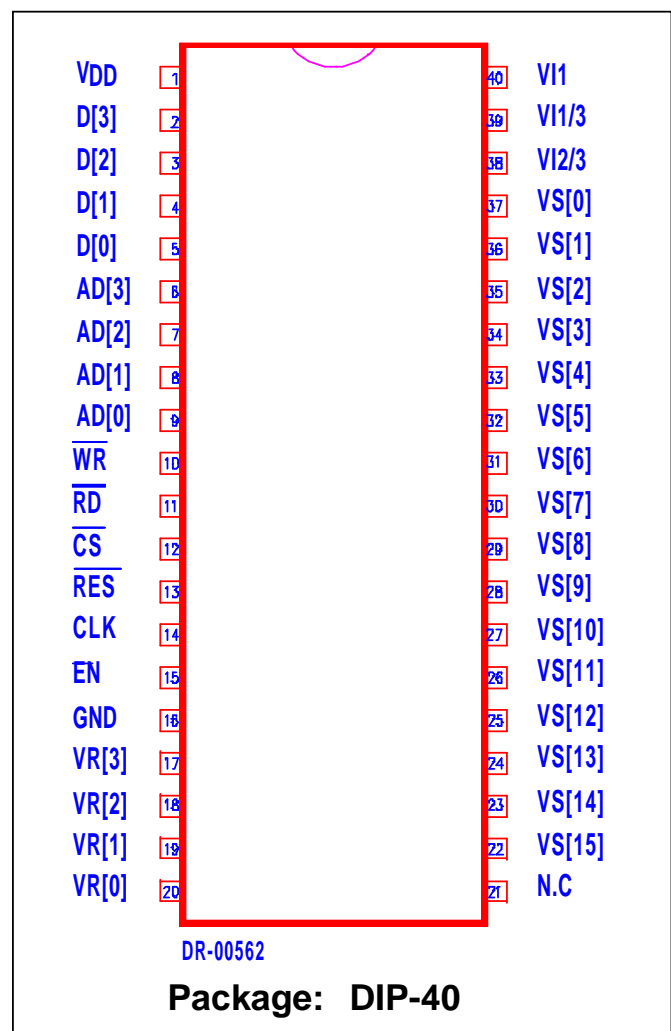 VDD 1 40 VI1
D[3] 2 39 VI1/3
D[2] 3 38 VI2/3
D[1] 4 37 VS[0]
D[0] 5 36 VS[1]
AD[3] 6 35 VS[2]
AD[2] 7 34 VS[3]
AD[1] 8 33 VS[4]
AD[0] 9 32 VS[5]
W̅R̅ 10 31 VS[6]
R̅D̅ 11 30 VS[7]
C̅S̅ 12 29 VS[8]
R̅E̅S̅ 13 28 VS[9]
CLK 14 27 VS[10]
E̅N 15 26 VS[11]
GND 16 25 VS[12]
VR[3] 17 24 VS[13]
VR[2] 18 23 VS[14]
VR[1] 19 22 VS[15]
VR[0] 20 21 N.C
DR-00562
Package: DIP-40